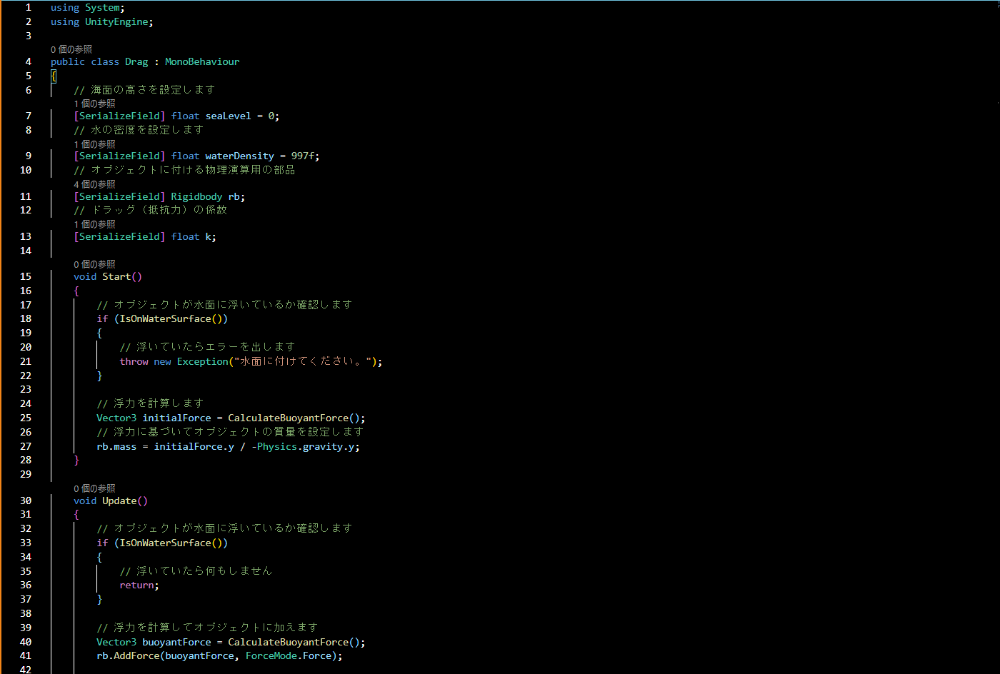 1 using System;
2 using UnityEngine;
3
0 個の参照
4 public class Drag : MonoBehaviour
5 {
6 // 海面の高さを設定します
1 個の参照
7 [SerializeField] float seaLevel = 0;
8 // 水の密度を設定します
1 個の参照
9 [SerializeField] float waterDensity = 997f;
10 // オブジェクトに付ける物理演算用の部品
4 個の参照
11 [SerializeField] Rigidbody rb;
12 // ドラッグ（抵抗力）の係数
1 個の参照
13 [SerializeField] float k;
14
0 個の参照
15 void Start()
16 {
17 // オブジェクトが水面に浮いているか確認します
18 if (IsOnWaterSurface())
19 {
20 // 浮いていたらエラーを出します
21 throw new Exception("水面に付けてください。");
22 }
23
24 // 浮力を計算します
25 Vector3 initialForce = CalculateBuoyantForce();
26 // 浮力に基づいてオブジェクトの質量を設定します
27 rb.mass = initialForce.y / -Physics.gravity.y;
28 }
29
0 個の参照
30 void Update()
31 {
32 // オブジェクトが水面に浮いているか確認します
33 if (IsOnWaterSurface())
34 {
35 // 浮いていたら何もしません
36 return;
37 }
38
39 // 浮力を計算してオブジェクトに加えます
40 Vector3 buoyantForce = CalculateBuoyantForce();
41 rb.AddForce(buoyantForce, ForceMode.Force);
42